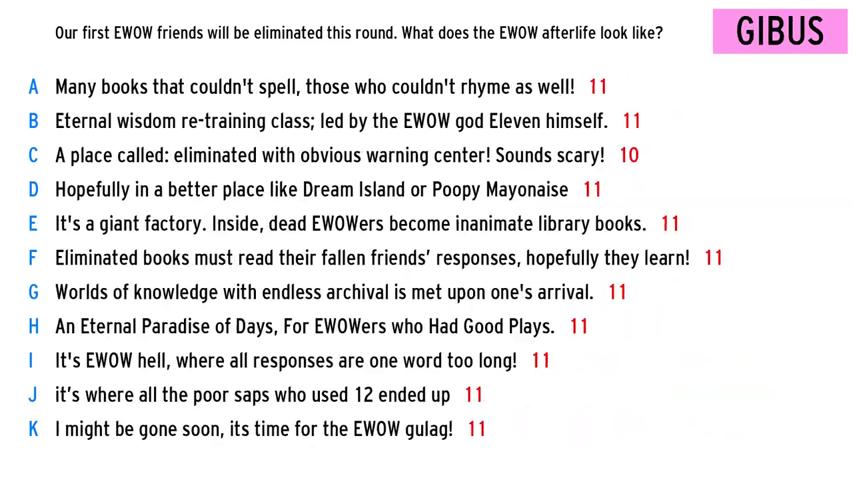 Our first EWOW friends will be eliminated this round. What does the EWOW afterlife look like?
GIBUS
A Many books that couldn't spell, those who couldn't rhyme as well! 11
B Eternal wisdom re-training class; led by the EWOW god Eleven himself. 11
C A place called: eliminated with obvious warning center! Sounds scary! 10
D Hopefully in a better place like Dream Island or Poopy Mayonaise 11
E It's a giant factory. Inside, dead EWOWers become inanimate library books. 11
F Eliminated books must read their fallen friends’ responses, hopefully they learn! 11
G Worlds of knowledge with endless archival is met upon one's arrival. 11
H An Eternal Paradise of Days, For EWOWers who Had Good Plays. 11
I It's EWOW hell, where all responses are one word too long! 11
J it’s where all the poor saps who used 12 ended up 11
K I might be gone soon, its time for the EWOW gulag! 11